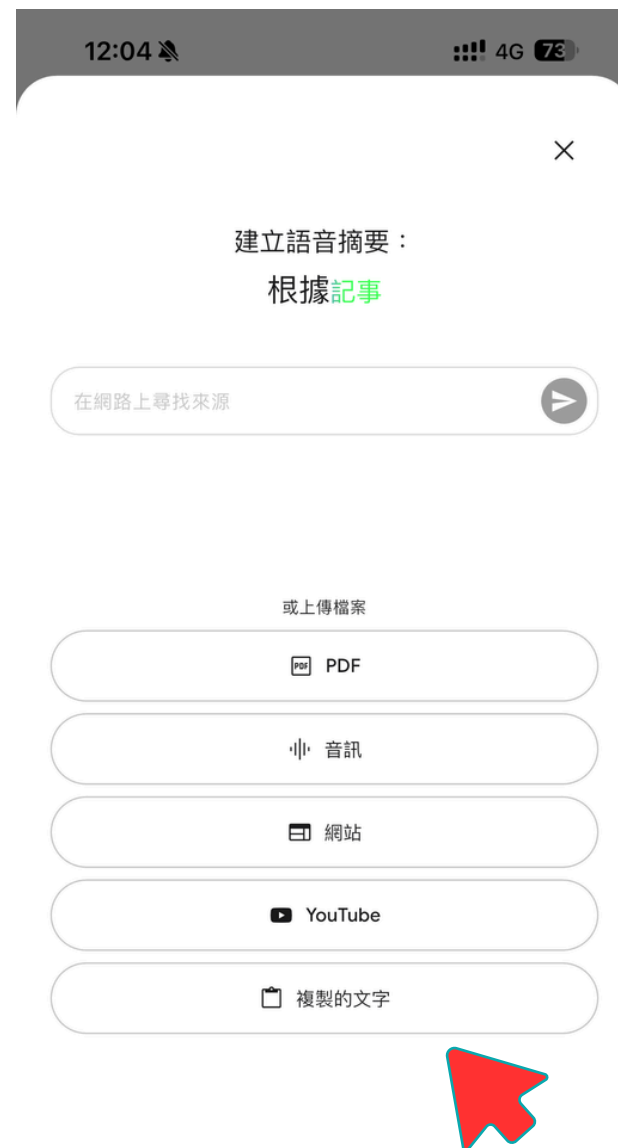 12:04 4G 73
建立語音摘要：
根據記事
在網路上尋找來源
或上傳檔案
PDF PDF
音訊
網站
YouTube
複製的文字